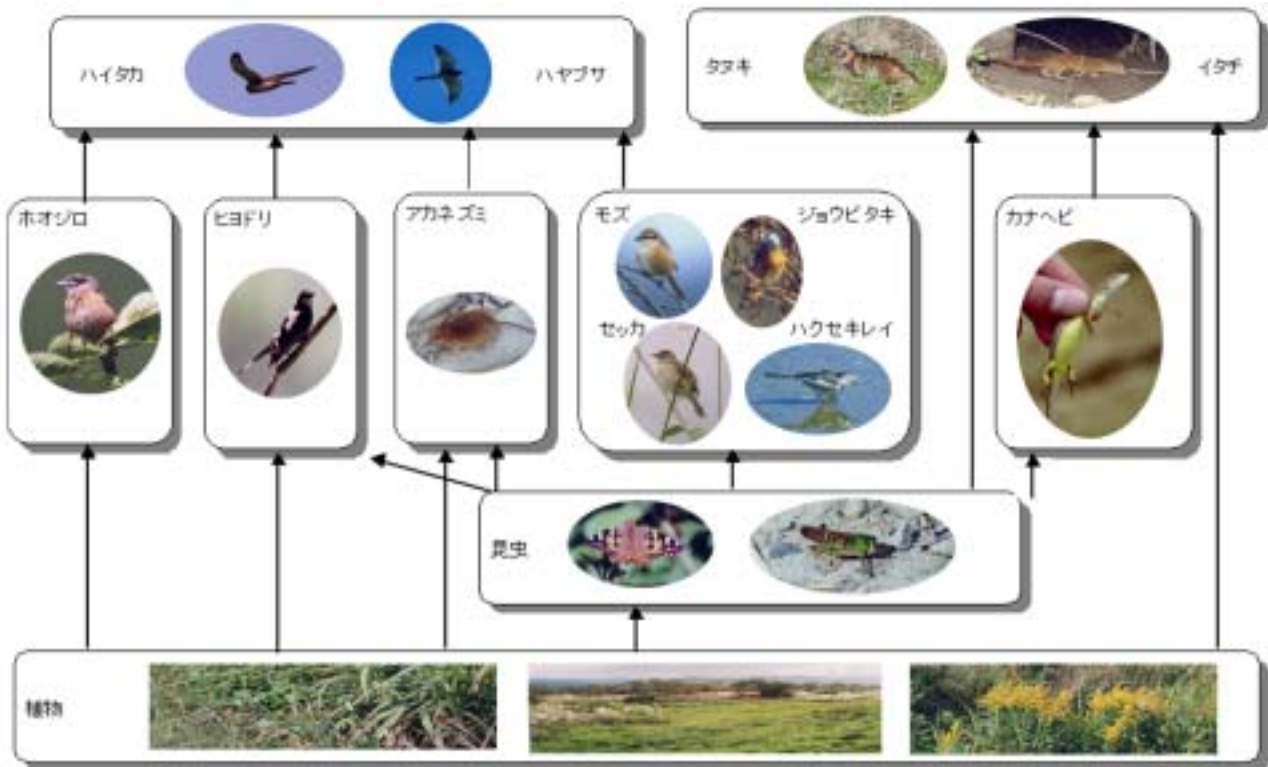 ハイタカ
ハヤブサ
タヌキ
イタチ
ホオジロ
ヒヨドリ
アカネズミ
モズ
ジョウビタキ
カナヘビ
セッカ
ハクセキレイ
昆虫
植物